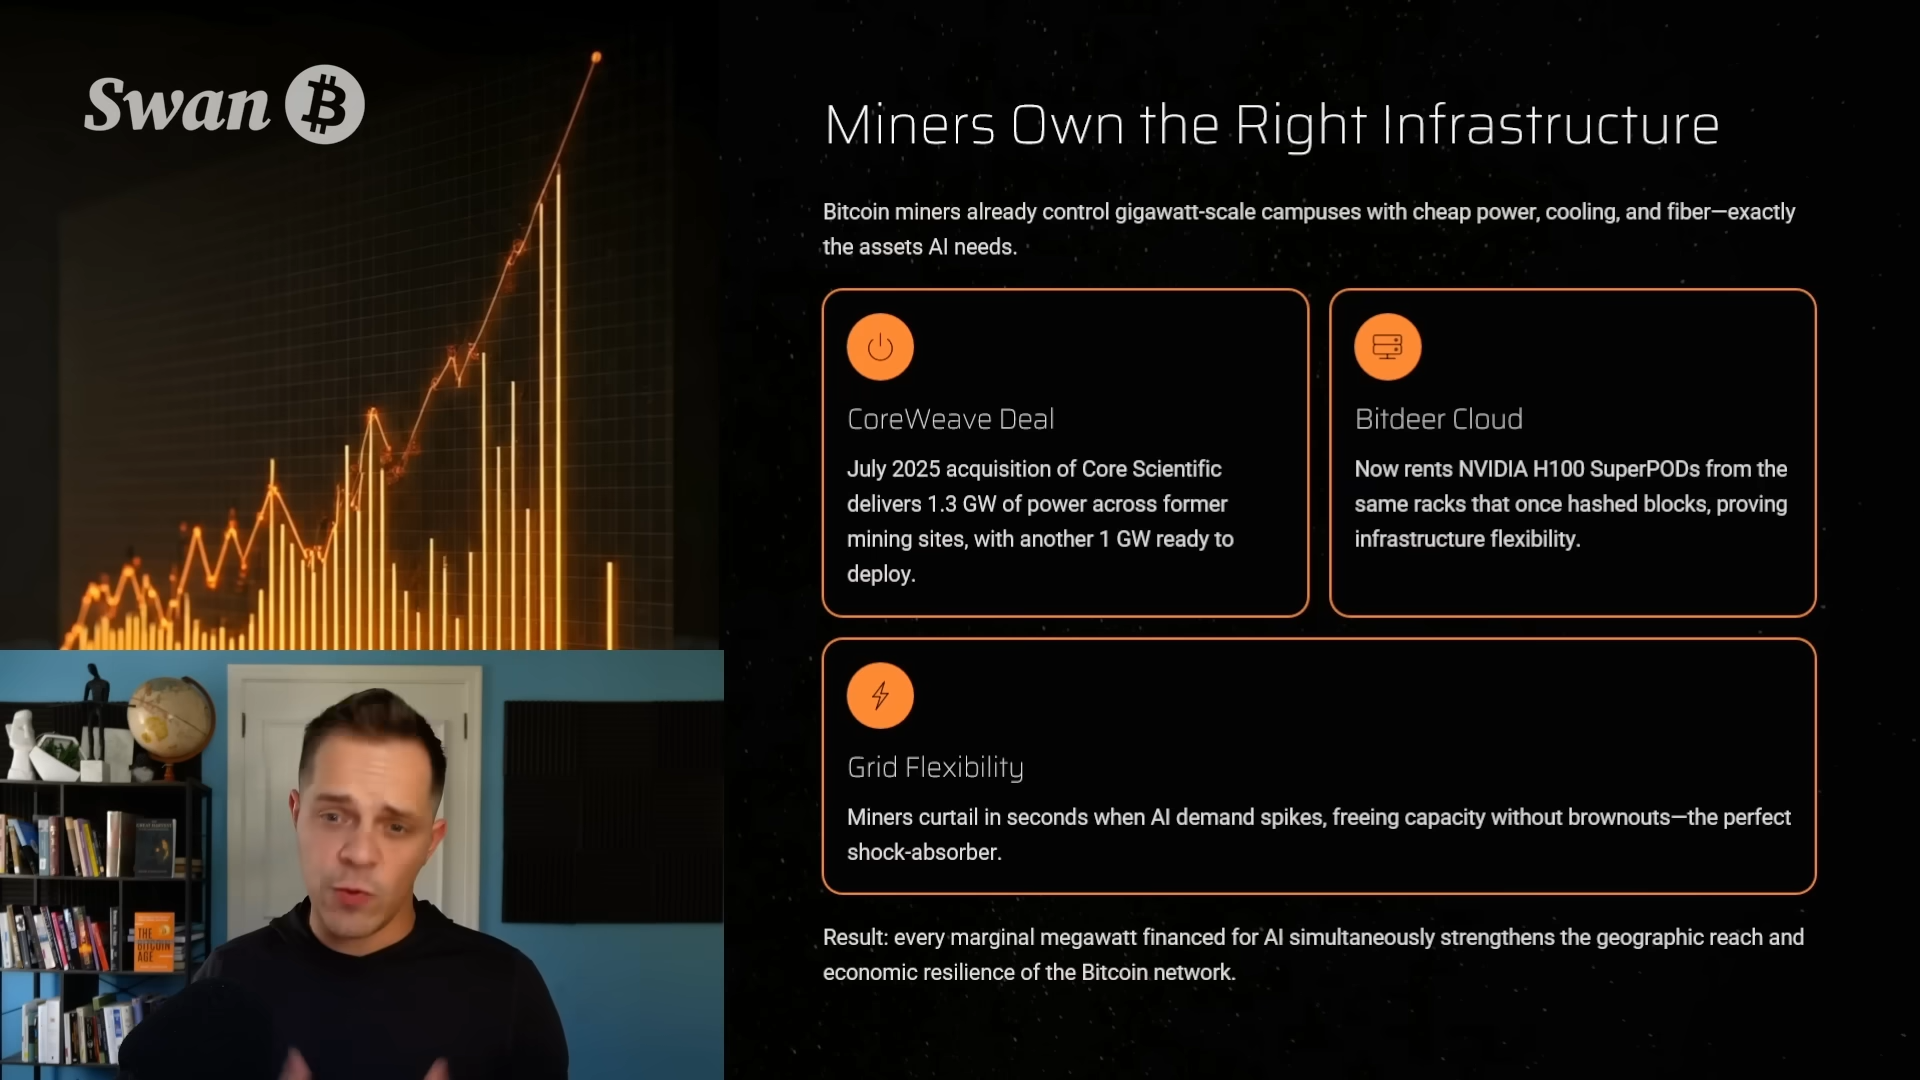 Swan
Miners Own the Right Infrastructure
Bitcoin miners already control gigawatt-scale campuses with cheap power, cooling, and fiber—exactly
the assets AI needs.
CoreWeave Deal
July 2025 acquisition of Core Scientific
delivers 1.3 GW of power across former
mining sites, with another 1 GW ready to
deploy.
Bitdeer Cloud
Now rents NVIDIA H100 SuperPODs from the
same racks that once hashed blocks, proving
infrastructure flexibility.
Grid Flexibility
Miners curtail in seconds when AI demand spikes, freeing capacity without brownouts—the perfect
shock-absorber.
Result: every marginal megawatt financed for AI simultaneously strengthens the geographic reach and
economic resilience of the Bitcoin network.
THE
BITCOIN
AGE